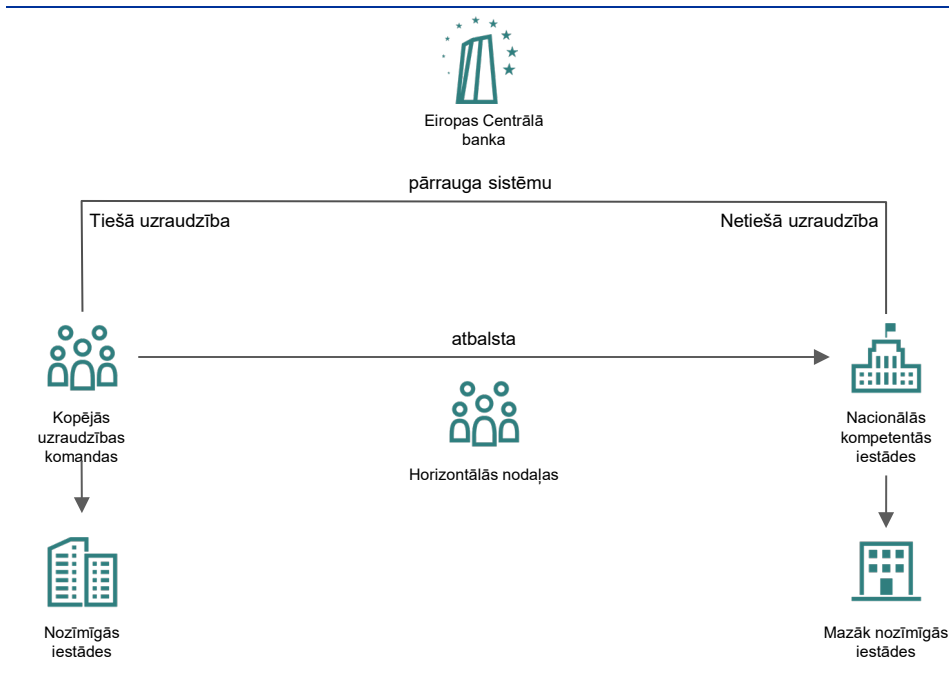 Eiropas Centrālā
banka
pārrauga sistēmu
Tiešā uzraudzība
Netiešā uzraudzība
atbalsta
Kopējās
uzraudzības
komandas
Horizontālās nodaļas
Nacionālās
kompetentās
iestādes
Nozīmīgās
iestādes
Mazāk nozīmīgās
iestādes